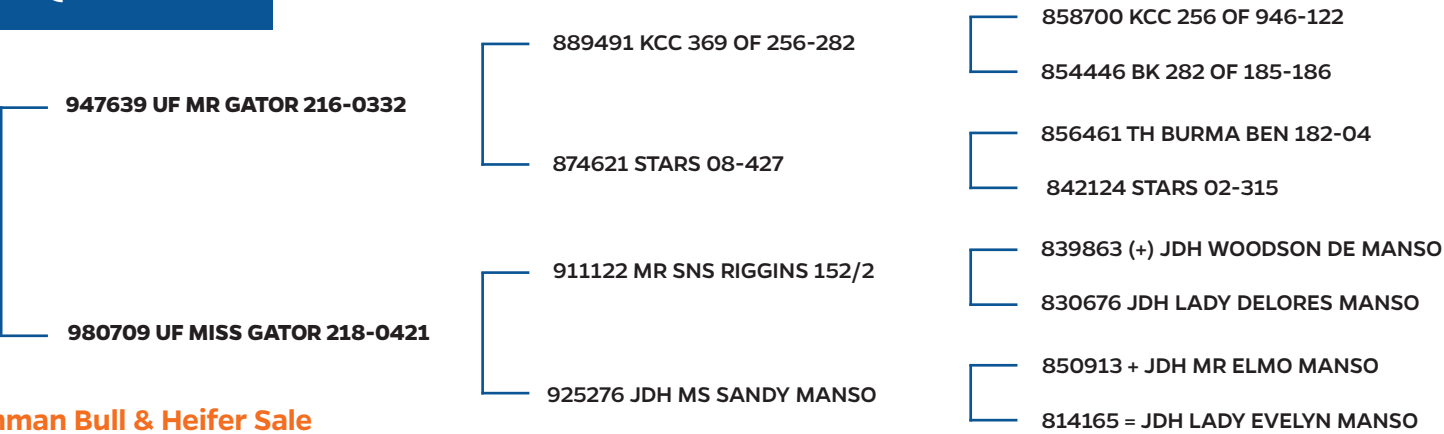 858700 KCC 256 OF 946-122
889491 KCC 369 OF 256-282
854446 BK 282 OF 185-186
947639 UF MR GATOR 216-0332
856461 TH BURMA BEN 182-04
874621 STARS 08-427
842124 STARS 02-315
839863 (+) JDH WOODSON DE MANSO
911122 MR SNS RIGGINS 152/2
830676 JDH LADY DELORES MANSO
980709 UF MISS GATOR 218-0421
850913 + JDH MR ELMO MANSO
925276 JDH MS SANDY MANSO
814165 = JDH LADY EVELYN MANSO
hman Bull & Heifer Sale